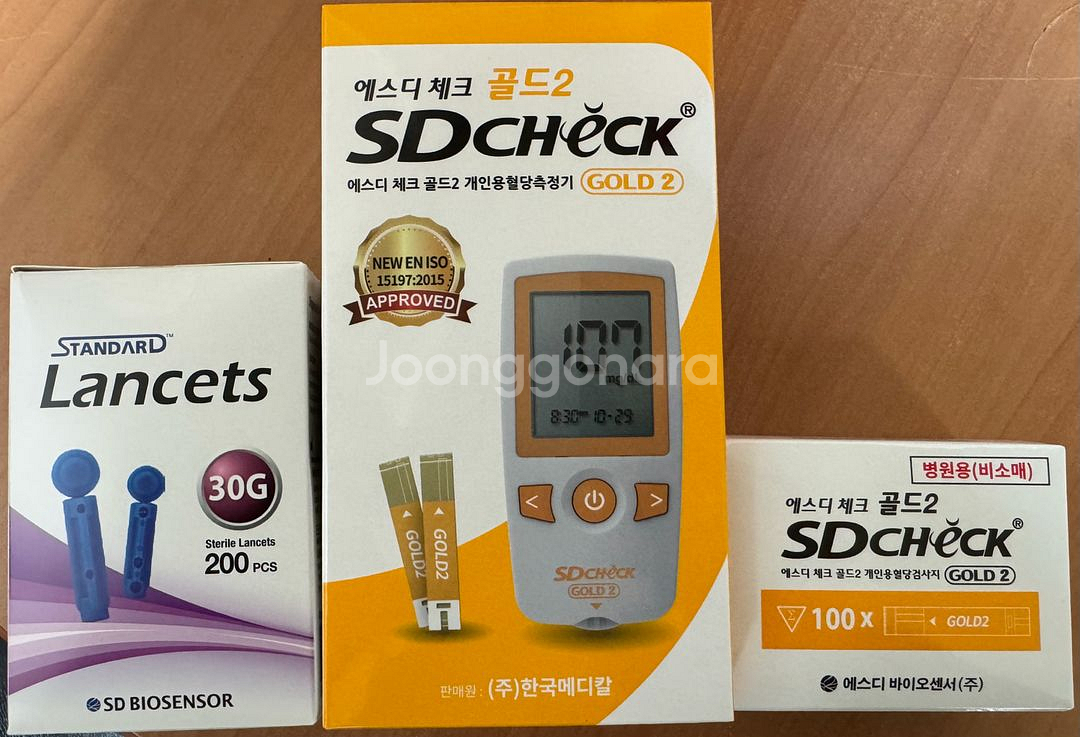 STANDARD™
Lancets
30G
Sterile Lancets
200 PCS
SD BIOSENSOR
에스디 체크 골드2
SDCHECK®
에스디 체크 골드2 개인용혈당측정기 GOLD 2
NEW EN ISO
15197:2015
APPROVED
107
mg/dL
8:30 10-29
<
>
GOLD2
GOLD2
SDCHECK
GOLD 2
판매원 : (주)한국메디칼
병원용(비소매)
에스디 체크 골드2
SDCHECK®
에스디 체크 골드2 개인용혈당검사지 GOLD 2
Σ 100 x GOLD2
에스디 바이오센서(주)
Joonggonara